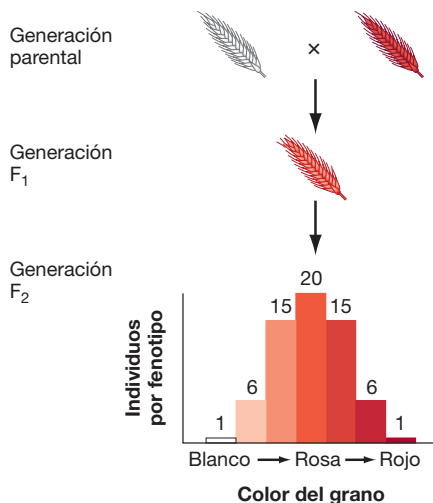 Generación
parental
×
Generación
F1
Generación
F2
Individuos
por fenotipo
1
6
15
20
15
6
1
Blanco → Rosa → Rojo
Color del grano